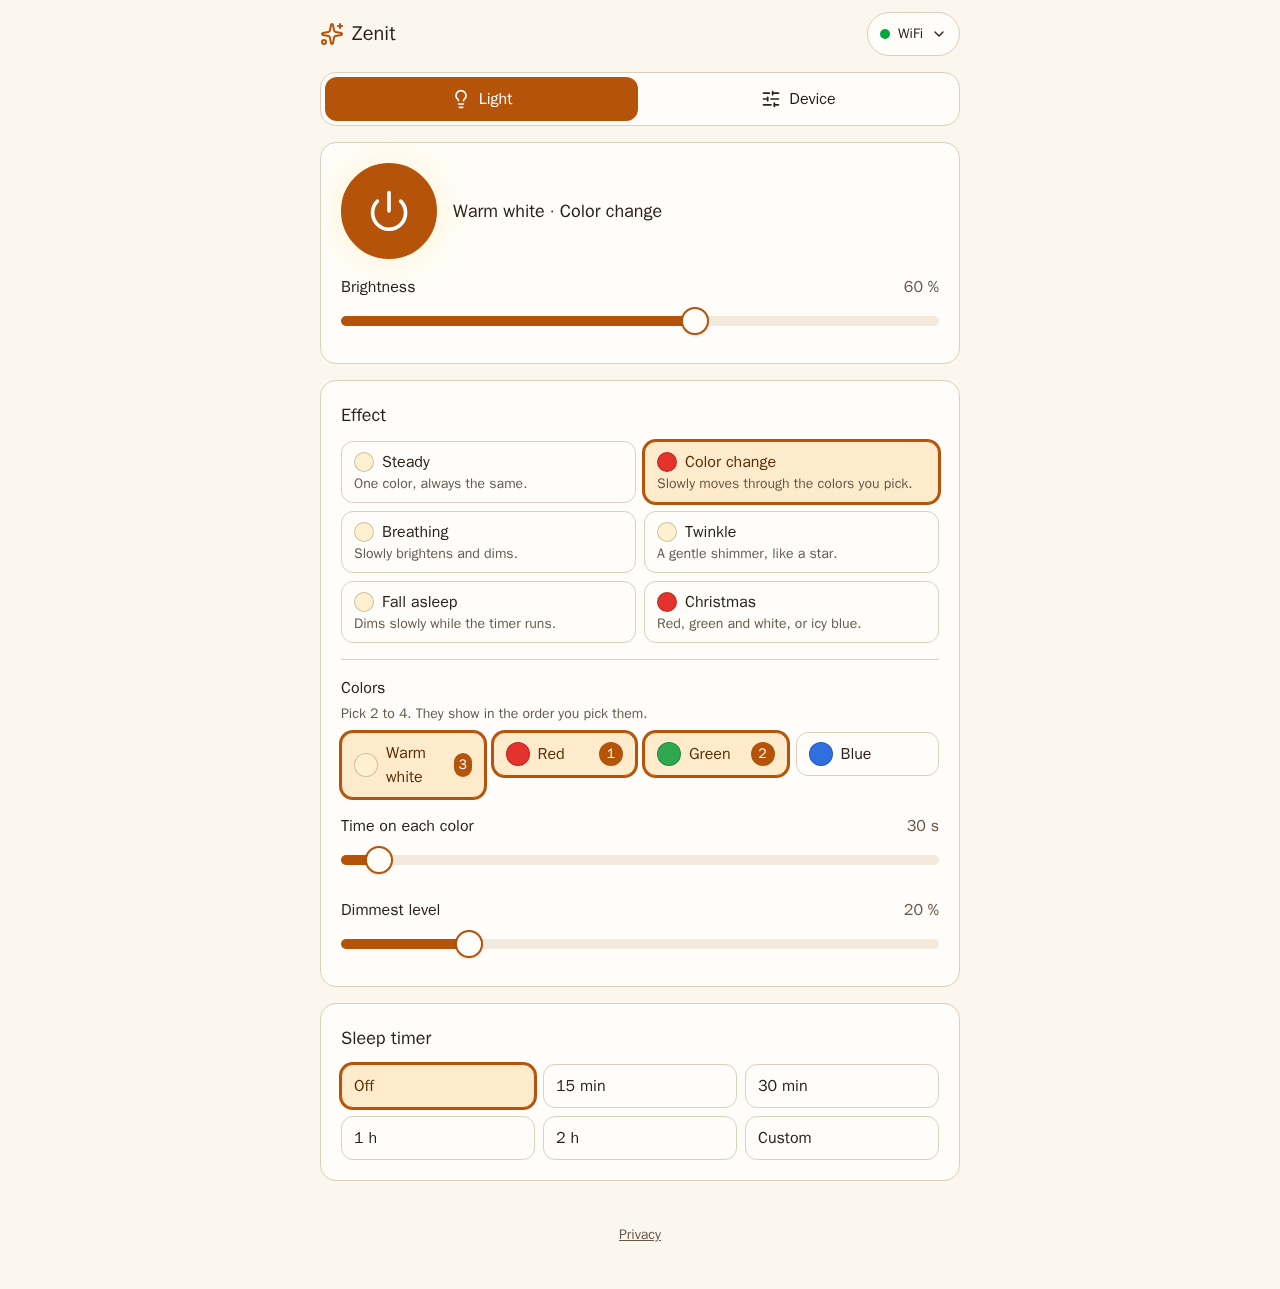 Zenit
WiFi
Light
Device
Warm white · Color change
Brightness
60 %
Effect
Steady
One color, always the same.
Color change
Slowly moves through the colors you pick.
Breathing
Slowly brightens and dims.
Twinkle
A gentle shimmer, like a star.
Fall asleep
Dims slowly while the timer runs.
Christmas
Red, green and white, or icy blue.
Colors
Pick 2 to 4. They show in the order you pick them.
Warm
white
3
Red
1
Green
2
Blue
Time on each color
30 s
Dimmest level
20 %
Sleep timer
Off
15 min
30 min
1 h
2 h
Custom
Privacy